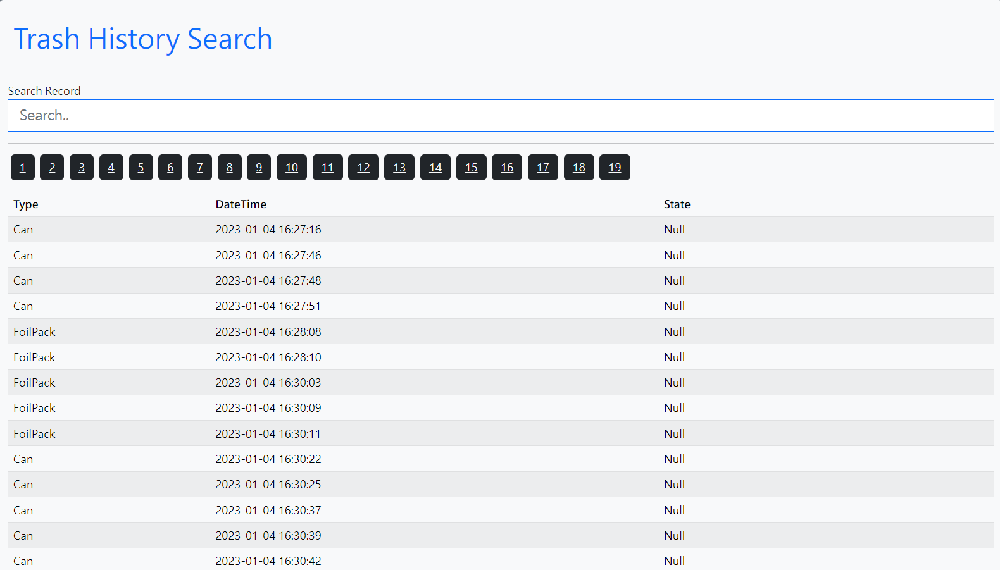 Trash History Search
Search Record
Search..
1 2 3 4 5 6 7 8 9 10 11 12 13 14 15 16 17 18 19
Type DateTime State
Can 2023-01-04 16:27:16 Null
Can 2023-01-04 16:27:46 Null
Can 2023-01-04 16:27:48 Null
Can 2023-01-04 16:27:51 Null
FoilPack 2023-01-04 16:28:08 Null
FoilPack 2023-01-04 16:28:10 Null
FoilPack 2023-01-04 16:30:03 Null
FoilPack 2023-01-04 16:30:09 Null
FoilPack 2023-01-04 16:30:11 Null
Can 2023-01-04 16:30:22 Null
Can 2023-01-04 16:30:25 Null
Can 2023-01-04 16:30:37 Null
Can 2023-01-04 16:30:39 Null
Can 2023-01-04 16:30:42 Null